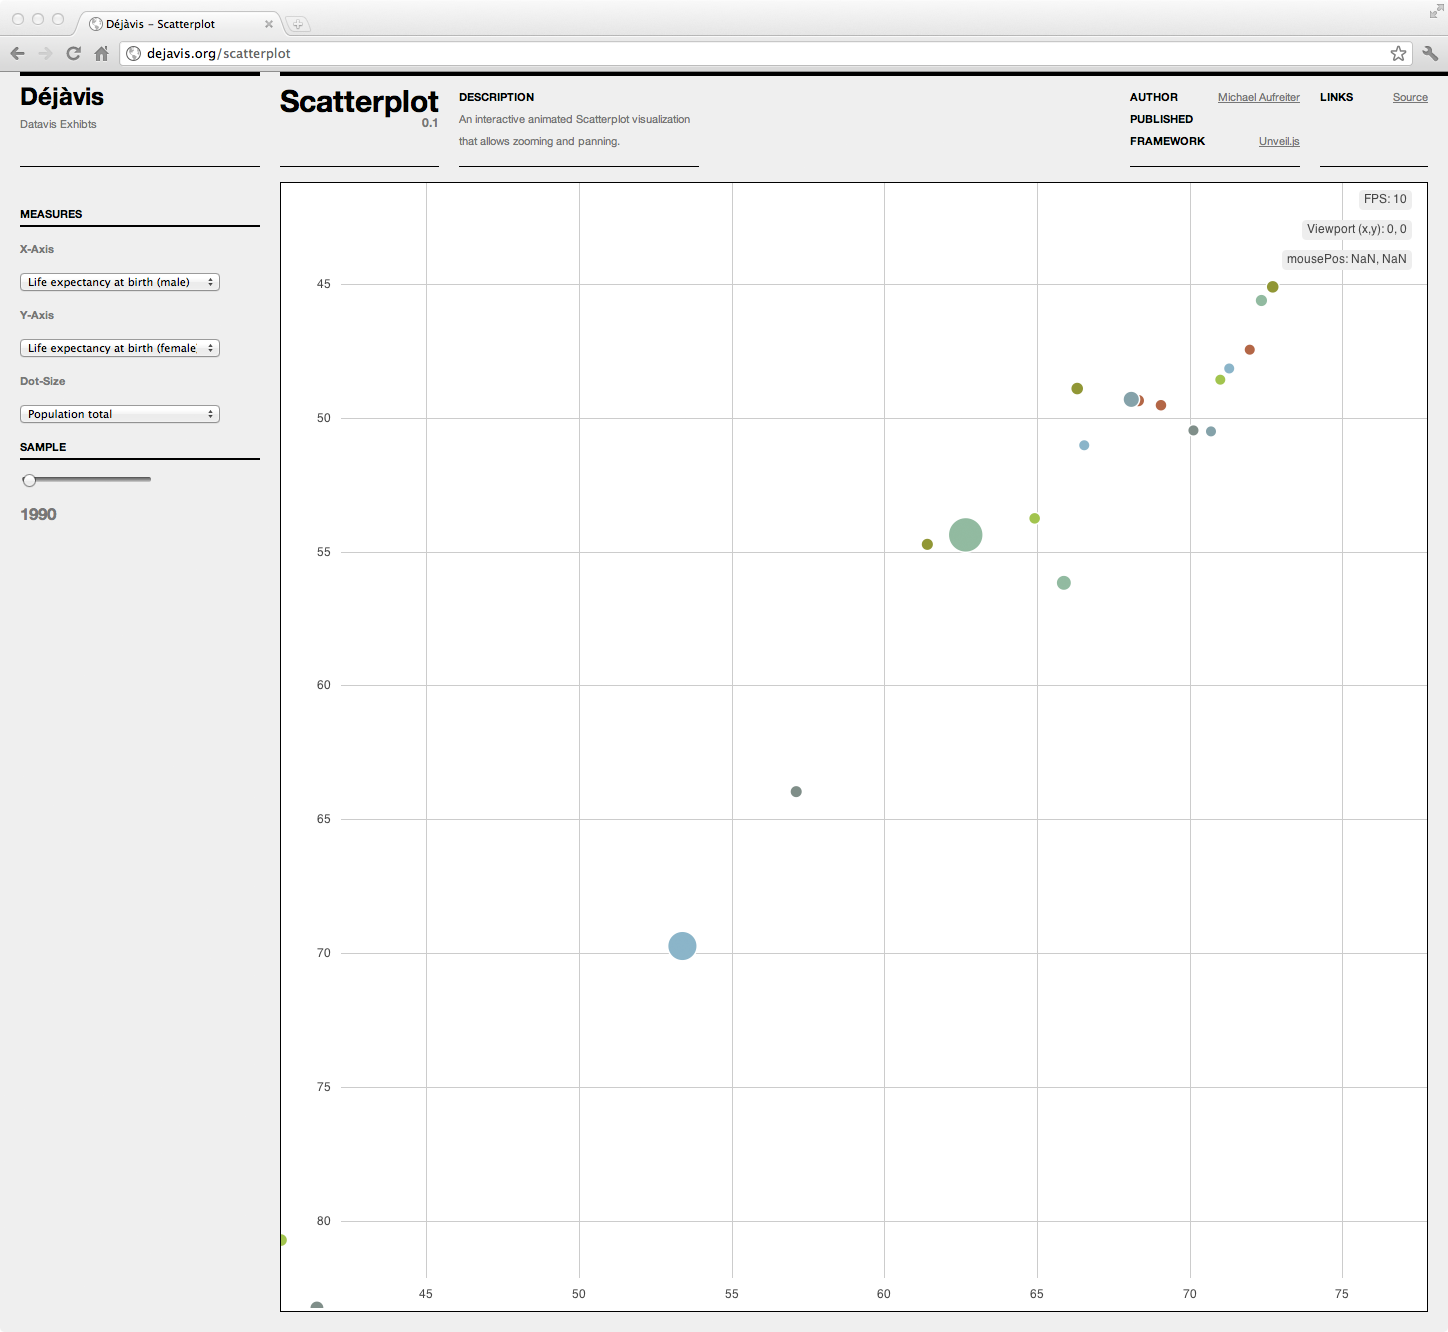 Déjàvis – Scatterplot
dejavis.org/scatterplot
Déjàvis
Datavis Exhibts
Scatterplot
0.1
DESCRIPTION
An interactive animated Scatterplot visualization
that allows zooming and panning.
AUTHOR Michael Aufreiter
PUBLISHED
FRAMEWORK Unveil.js
LINKS Source
MEASURES
X-Axis
Life expectancy at birth (male)
Y-Axis
Life expectancy at birth (female
Dot-Size
Population total
SAMPLE
1990
FPS: 10
Viewport (x,y): 0, 0
mousePos: NaN, NaN
45
50
55
60
65
70
75
80
45 50 55 60 65 70 75